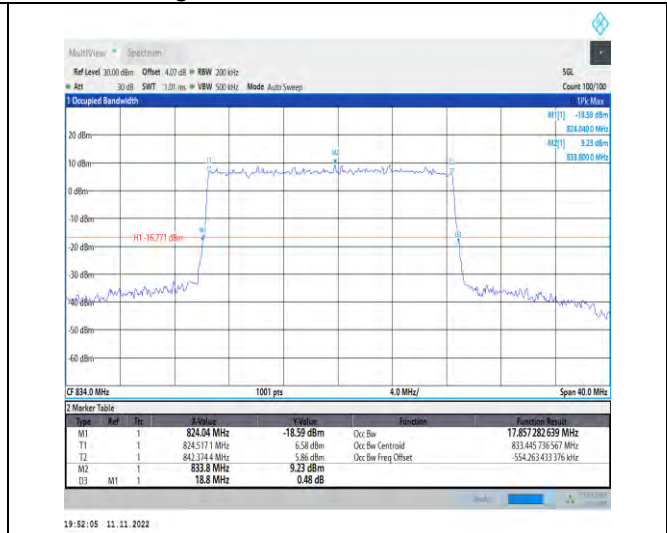 MultiView Spectrum
Ref Level 30.00 dBm Offset 4.07 dB RBW 200 kHz SGL
Att 30 dB SWT 1.01 ms VBW 500 kHz Mode Auto Sweep Count 100/100
1 Occupied Bandwidth 1Pk Max
M1[1] -18.59 dBm
824.040 0 MHz
20 dBm M2[1] 9.23 dBm
833.800 0 MHz
M2
10 dBm T1
0 dBm
-10 dBm
M1
H1 -16.771 dBm D3
-20 dBm
-30 dBm
-40 dBm
-50 dBm
-60 dBm
CF 834.0 MHz 1001 pts 4.0 MHz/ Span 40.0 MHz
2 Marker Table
Type Ref Trc X-Value Y-Value Function Function Result
M1 1 824.04 MHz -18.59 dBm Occ Bw 17.857 282 639 MHz
T1 1 824.517 1 MHz 6.58 dBm Occ Bw Centroid 833.445 736 567 MHz
T2 1 842.374 4 MHz 5.86 dBm Occ Bw Freq Offset -554.263 433 376 kHz
M2 1 833.8 MHz 9.23 dBm
D3 M1 1 18.8 MHz 0.48 dB
19:52:05 11.11.2022